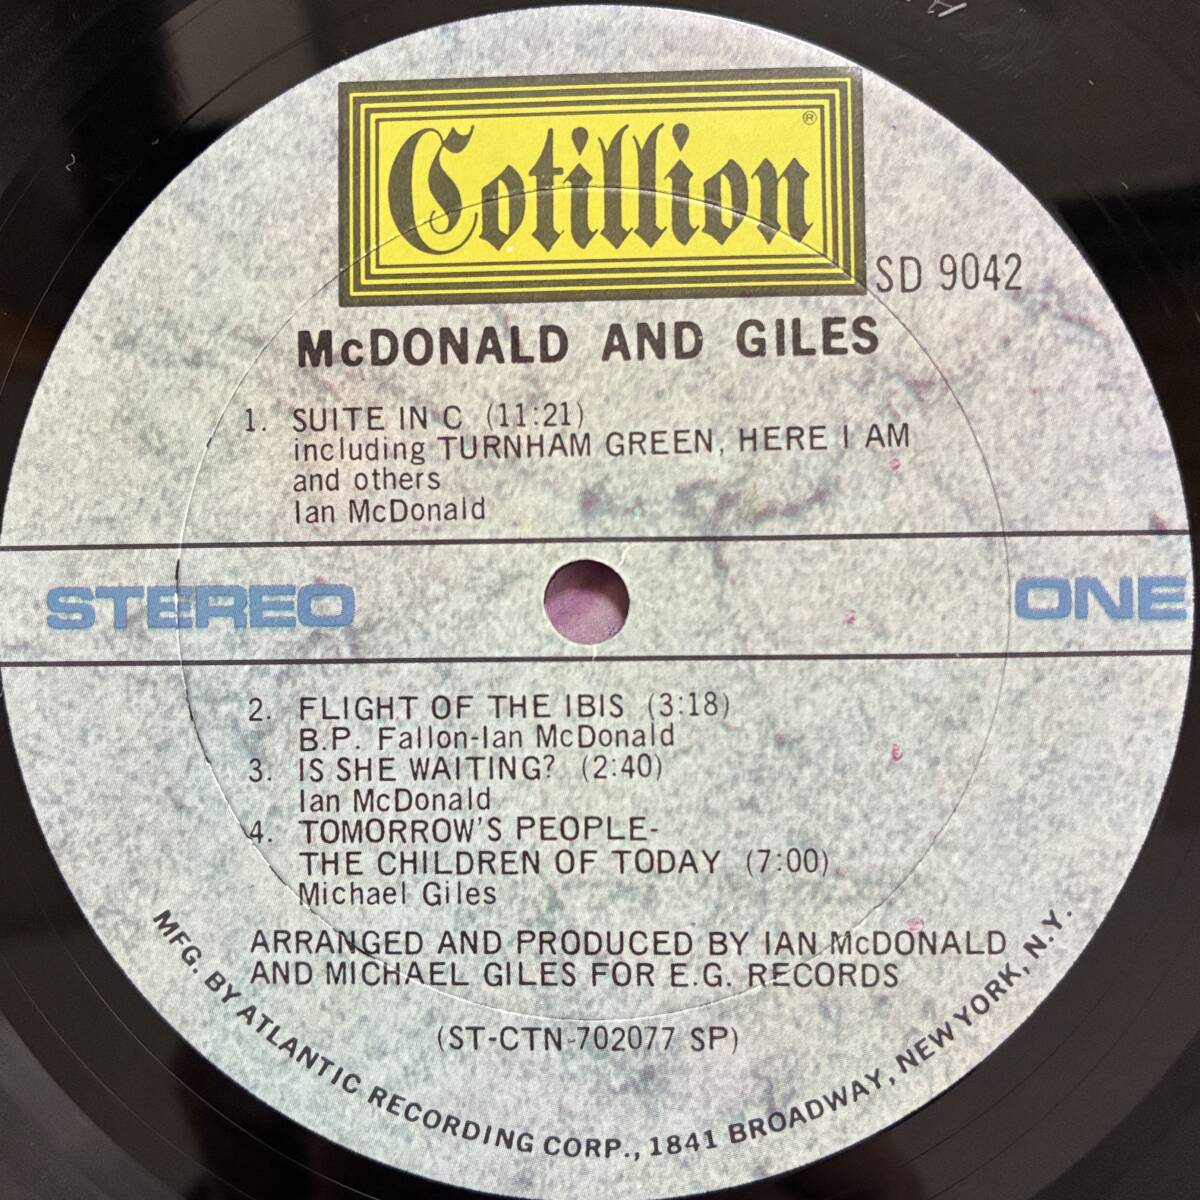 Cotillion ®
SD 9042
McDONALD AND GILES
1. SUITE IN C (11:21)
including TURNHAM GREEN, HERE I AM
and others
Ian McDonald
STEREO
ONE
2. FLIGHT OF THE IBIS (3:18)
B.P. Fallon-Ian McDonald
3. IS SHE WAITING? (2:40)
Ian McDonald
4. TOMORROW'S PEOPLE-
THE CHILDREN OF TODAY (7:00)
Michael Giles
ARRANGED AND PRODUCED BY IAN McDONALD
AND MICHAEL GILES FOR E.G. RECORDS
(ST-CTN-702077 SP)
MFG. BY ATLANTIC RECORDING CORP., 1841 BROADWAY, NEW YORK, N.Y.